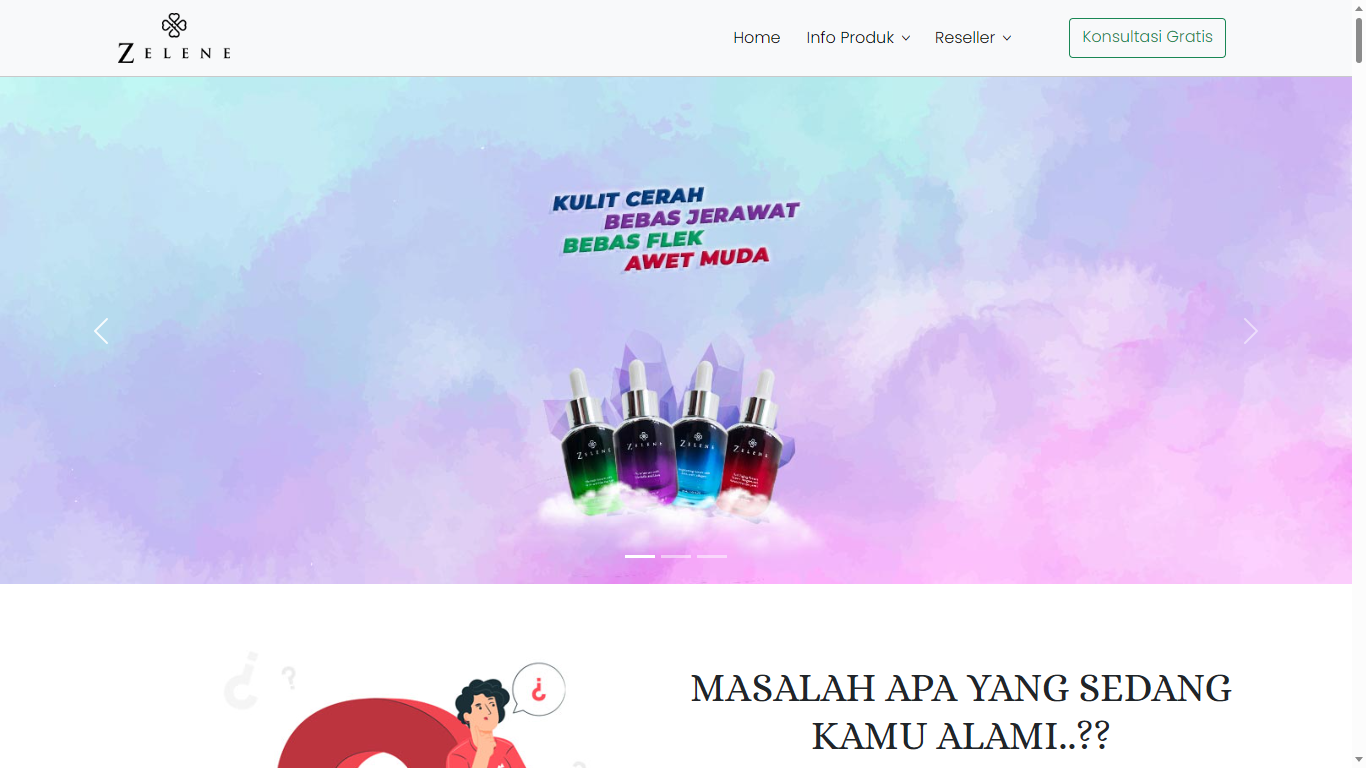 ZELENE
Home
Info Produk
Reseller
Konsultasi Gratis
KULIT CERAH
BEBAS JERAWAT
BEBAS FLEK
AWET MUDA
ZELENE
ZELENE
ZELENE
ZELENE
MASALAH APA YANG SEDANG
KAMU ALAMI..??